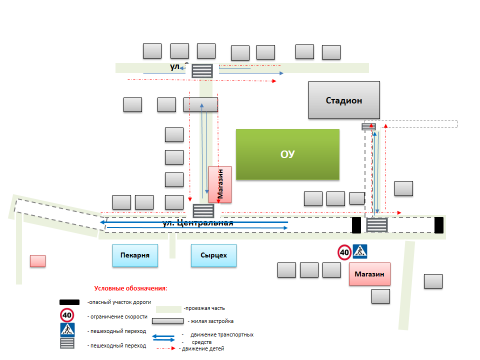 ул.
Стадион
ОУ
Магазин
ул. Центральная
Пекарня
Сырцех
40
Магазин
Условные обозначения:
-опасный участок дороги
-проезжая часть
40
- ограничение скорости
- жилая застройка
- пешеходный переход
- движение транспортных
- средств
- пешеходный переход
- движение детей